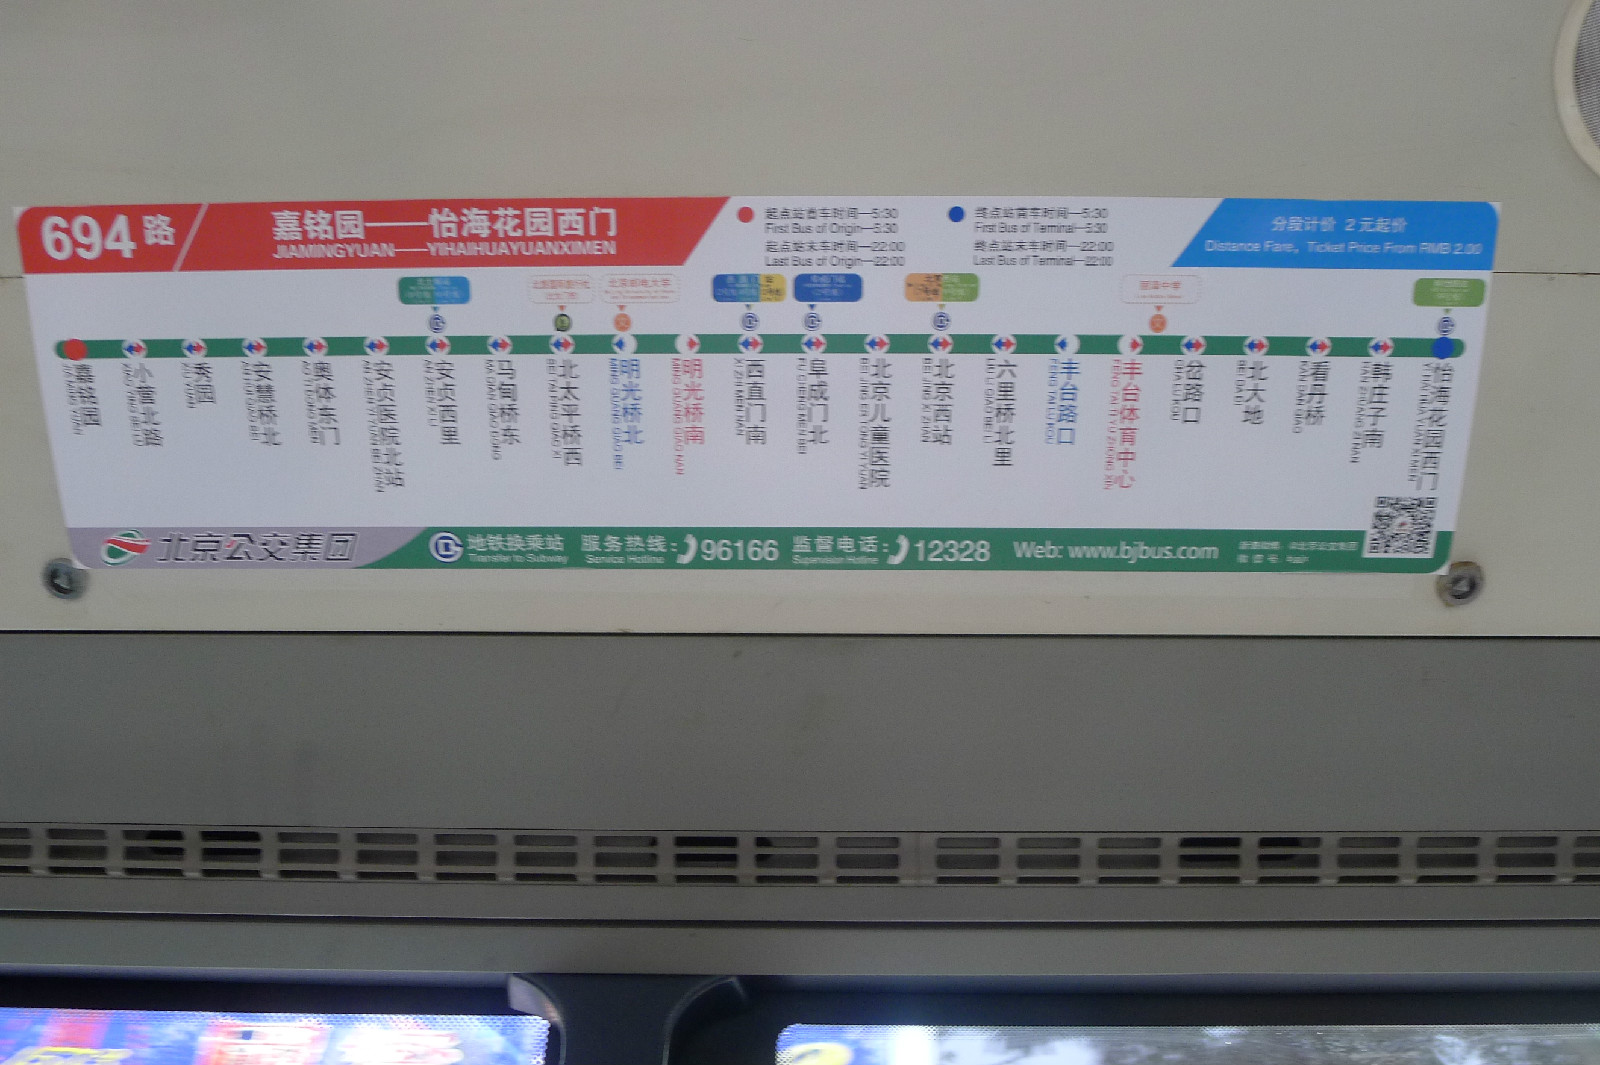 694 路
嘉铭园——怡海花园西门
JIAMINGYUAN——YIHAIHUAYUANXIMEN
起点站首车时间—5:30
First Bus of Origin—5:30
起点站末车时间—22:00
Last Bus of Origin—22:00
终点站首车时间—5:30
First Bus of Terminal—5:30
终点站末车时间—22:00
Last Bus of Terminal—22:00
分段计价 2元起价
Distance Fare, Ticket Price From RMB 2.00
北京邮电大学
嘉铭园
小营北路
秀园
安慧桥北
奥体东门
安贞医院北站
安贞西里
马甸桥东
北太平桥西
明光桥北
明光桥南
西直门南
阜成门北
北京儿童医院
北京西站
六里桥北里
丰台路口
丰台体育中心
岔路口
北大地
看丹桥
韩庄子南
怡海花园西门
北京公交集团
地铁换乘站
Transfer to Subway
服务热线:
Service Hotline
96166
监督电话:
Supervision Hotline
12328
Web: www.bjbus.com